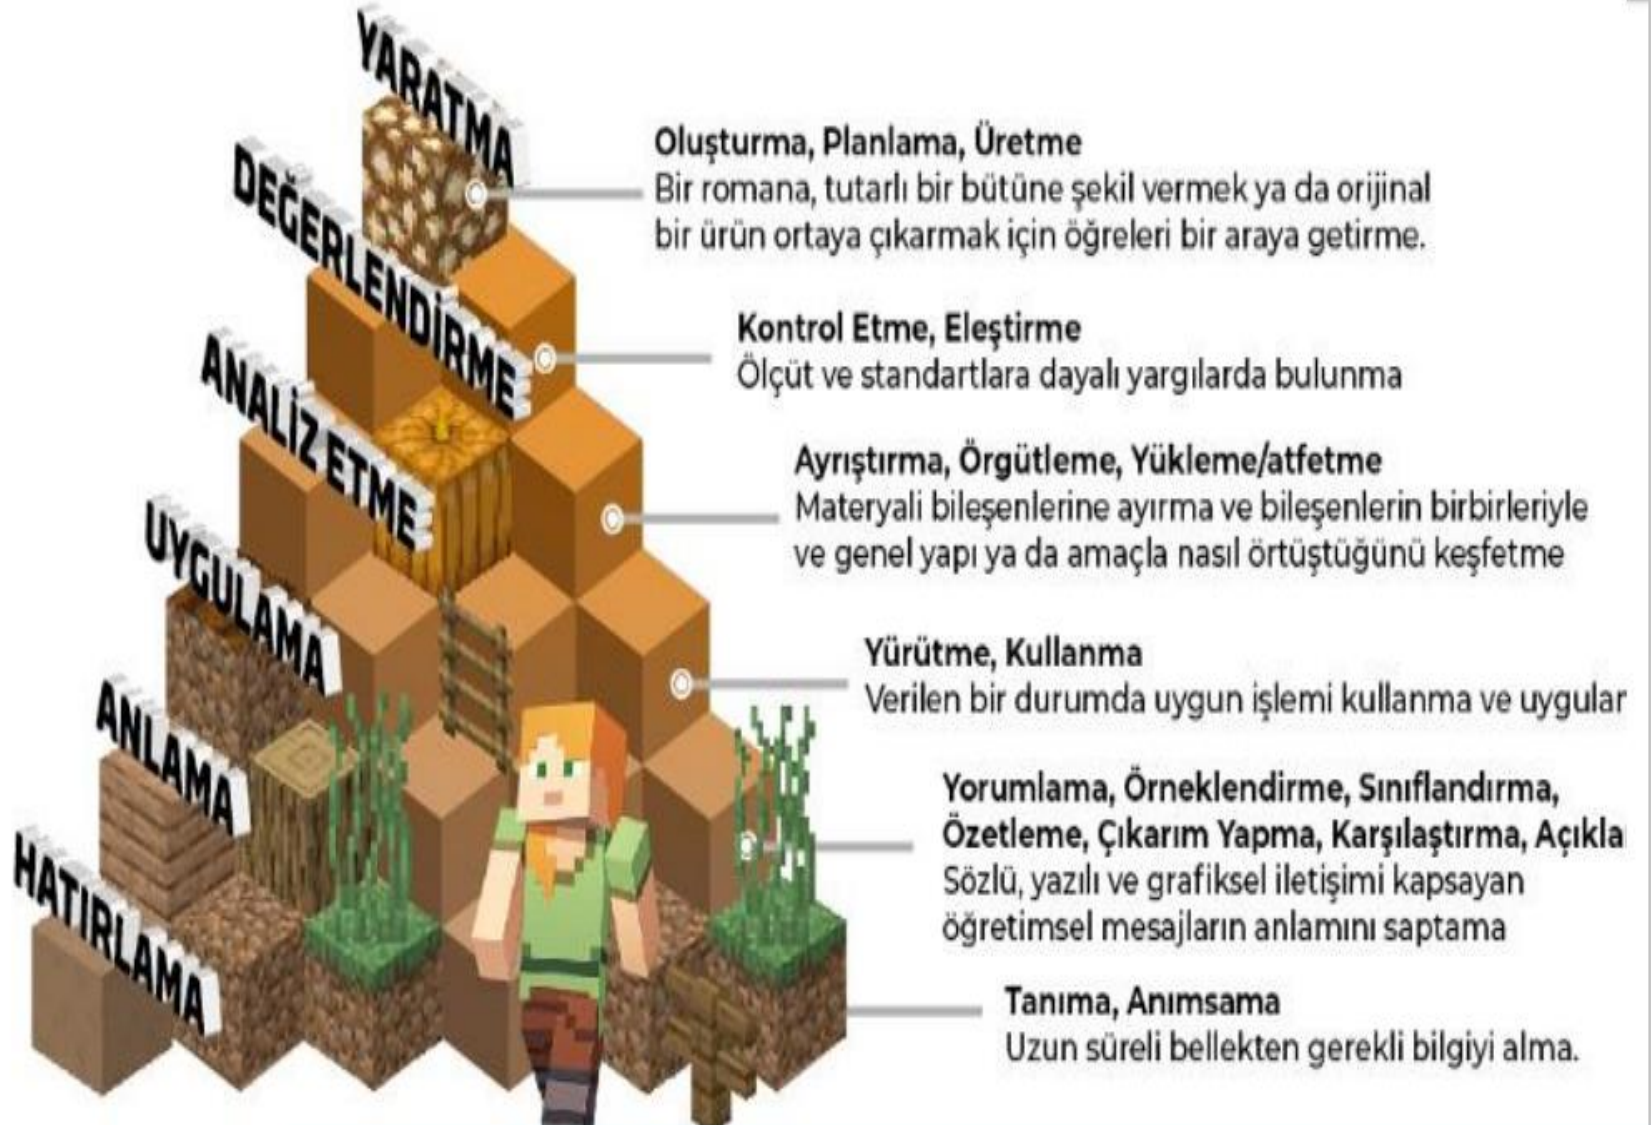 YARATMA
Oluşturma, Planlama, Üretme
Bir romana, tutarlı bir bütüne şekil vermek ya da orijinal
bir ürün ortaya çıkarmak için öğreleri bir araya getirme.
DEĞERLENDİRME
Kontrol Etme, Eleştirme
Ölçüt ve standartlara dayalı yargılarda bulunma
ANALİZ ETME
Ayrıştırma, Örgütleme, Yükleme/atfetme
Materyali bileşenlerine ayırma ve bileşenlerin birbirleriyle
ve genel yapı ya da amaçla nasıl örtüştüğünü keşfetme
UYGULAMA
Yürütme, Kullanma
Verilen bir durumda uygun işlemi kullanma ve uygular
ANLAMA
Yorumlama, Örneklendirme, Sınıflandırma,
Özetleme, Çıkarım Yapma, Karşılaştırma, Açıkla
Sözlü, yazılı ve grafiksel iletişimi kapsayan
öğretimsel mesajların anlamını saptama
HATIRLAMA
Tanıma, Anımsama
Uzun süreli bellekten gerekli bilgiyi alma.